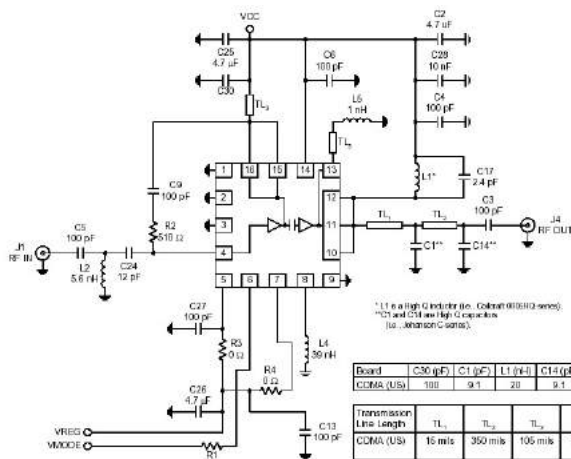 VCC
C2
4.7 uF
C25
4.7 uF
C6
100 pF
C28
10 nF
C30
C4
100 pF
L5
1 nH
TL3
C9
100 pF
1
16
15
14
13
2
12
L1*
C17
2.4 pF
3
11
TL1
TL2
C3
100 pF
J4
RF OUT
R2
510 Ω
J1
RF IN
C5
100 pF
C24
12 pF
4
10
C1**
C14**
L2
5.6 nH
5
6
7
8
9
C27
100 pF
R3
0 Ω
R4
0 Ω
L4
39 nH
C26
4.7 uF
C13
100 pF
VREG
VMODE
R1
* L1 is a High Q inductor (i.e., Coilcraft 0805HQ-series).
**C1 and C14 are High Q capacitors
(i.e., Johanson C-series).
Board C30 (pF) C1 (pF) L1 (nH) C14 (pF)
CDMA (US) 100 9.1 20 9.1
Transmission
Line Length TL1 TL2 TL3
CDMA (US) 15 mils 350 mils 105 mils